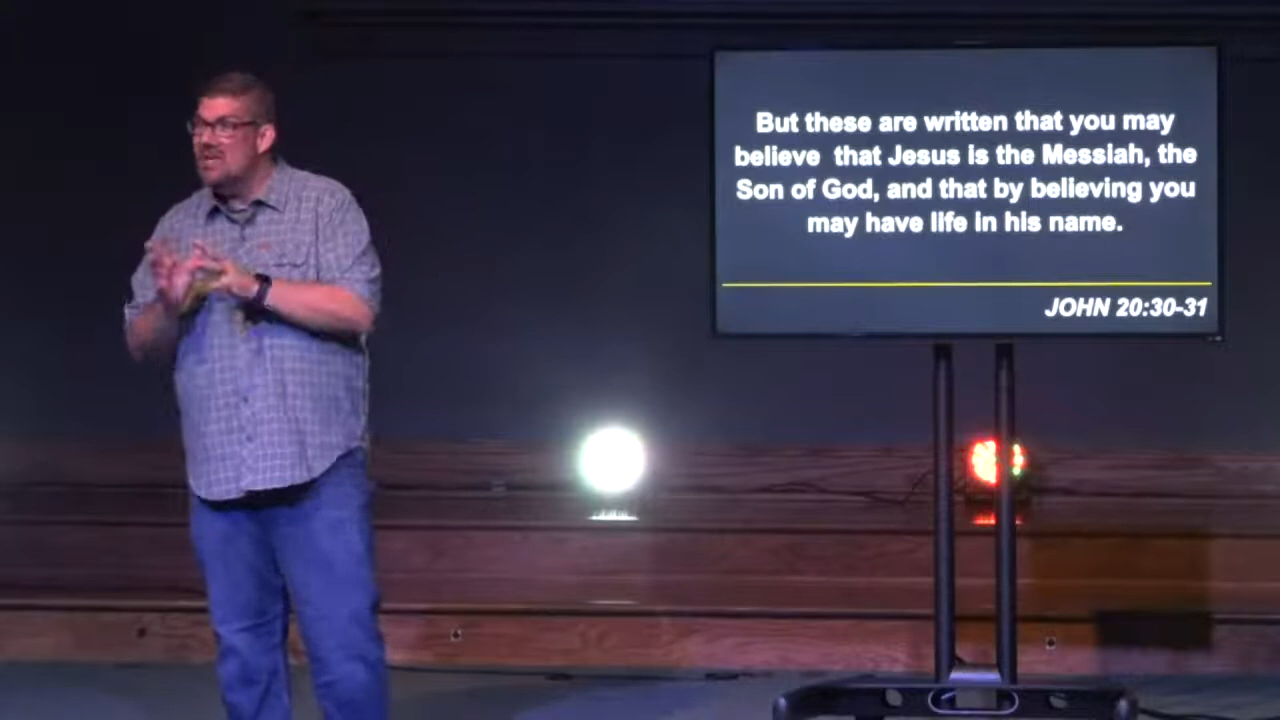 But these are written that you may
believe that Jesus is the Messiah, the
Son of God, and that by believing you
may have life in his name.
JOHN 20:30-31